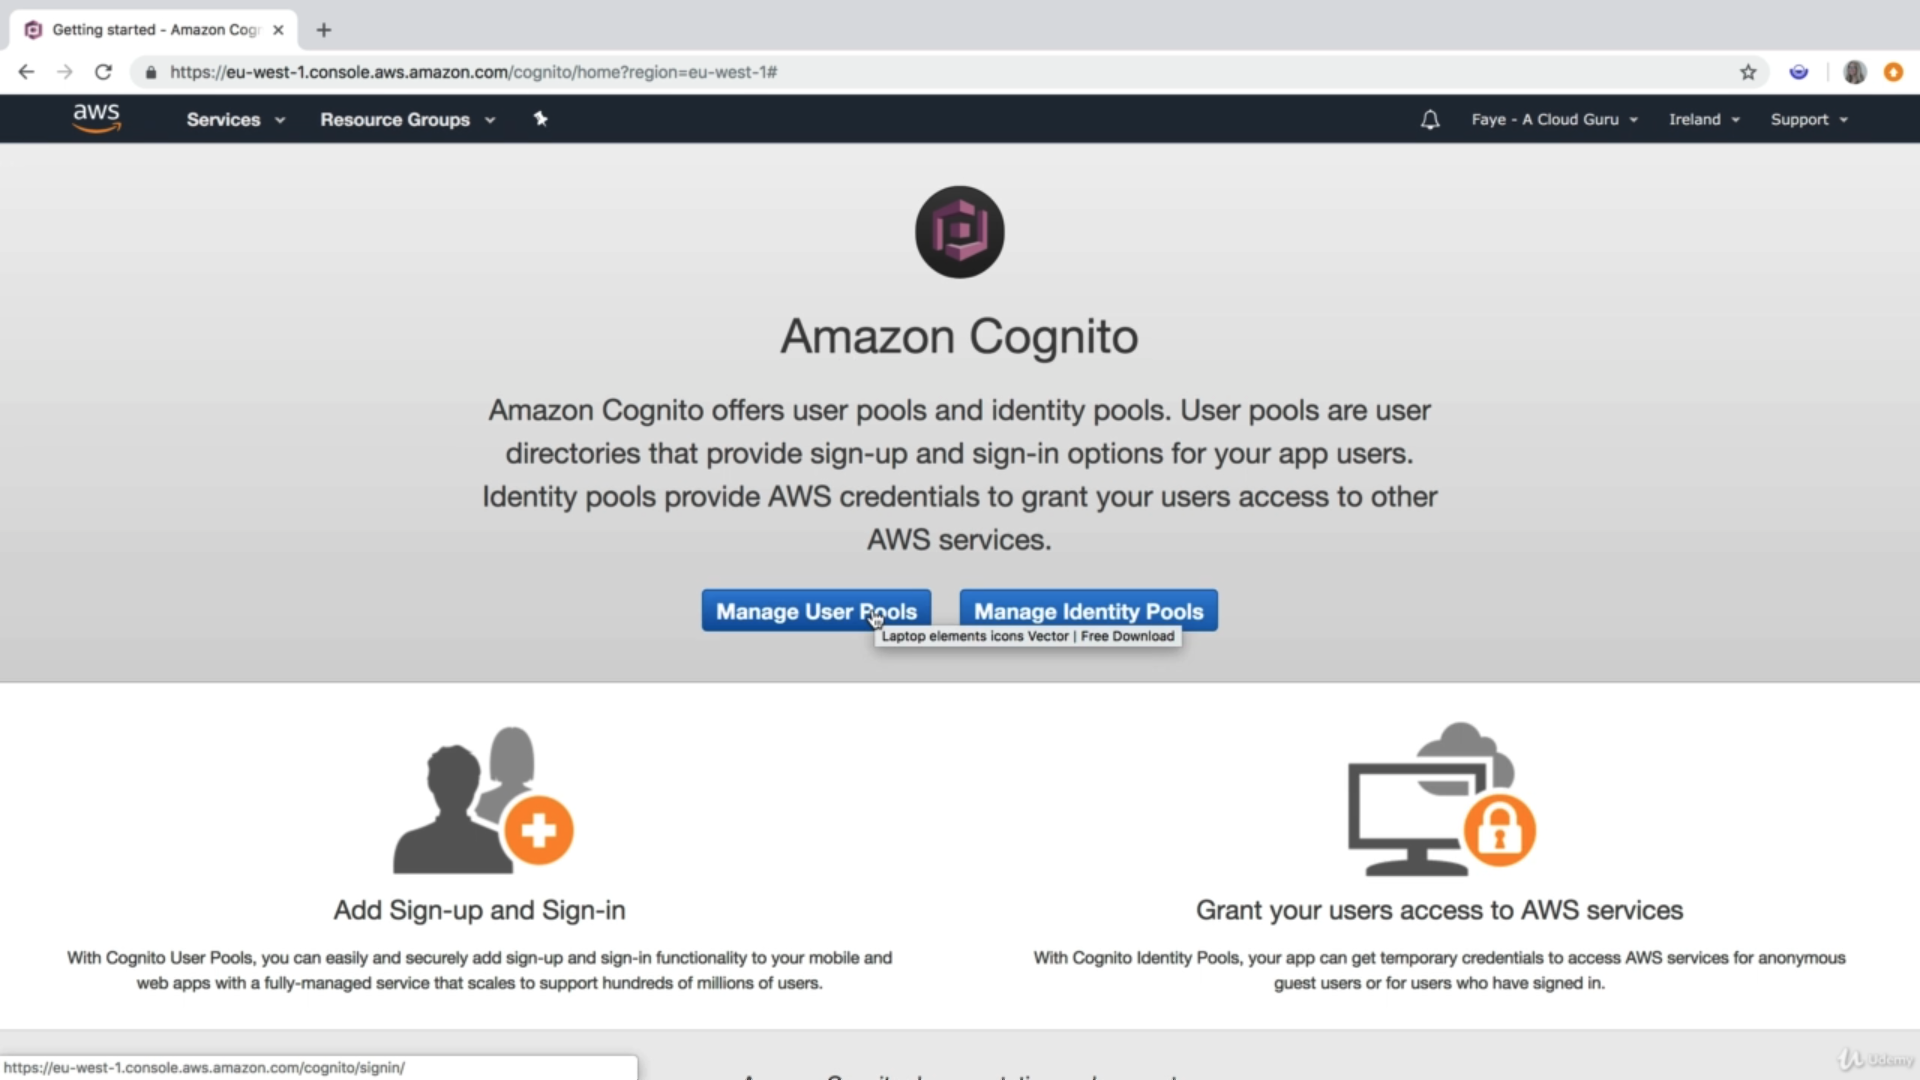 Getting started - Amazon Cog
https://eu-west-1.console.aws.amazon.com/cognito/home?region=eu-west-1#
aws
Services
Resource Groups
Faye - A Cloud Guru
Ireland
Support
Amazon Cognito
Amazon Cognito offers user pools and identity pools. User pools are user
directories that provide sign-up and sign-in options for your app users.
Identity pools provide AWS credentials to grant your users access to other
AWS services.
Manage User Pools
Manage Identity Pools
Laptop elements icons Vector | Free Download
Add Sign-up and Sign-in
With Cognito User Pools, you can easily and securely add sign-up and sign-in functionality to your mobile and
web apps with a fully-managed service that scales to support hundreds of millions of users.
Grant your users access to AWS services
With Cognito Identity Pools, your app can get temporary credentials to access AWS services for anonymous
guest users or for users who have signed in.
https://eu-west-1.console.aws.amazon.com/cognito/signin/
Udemy